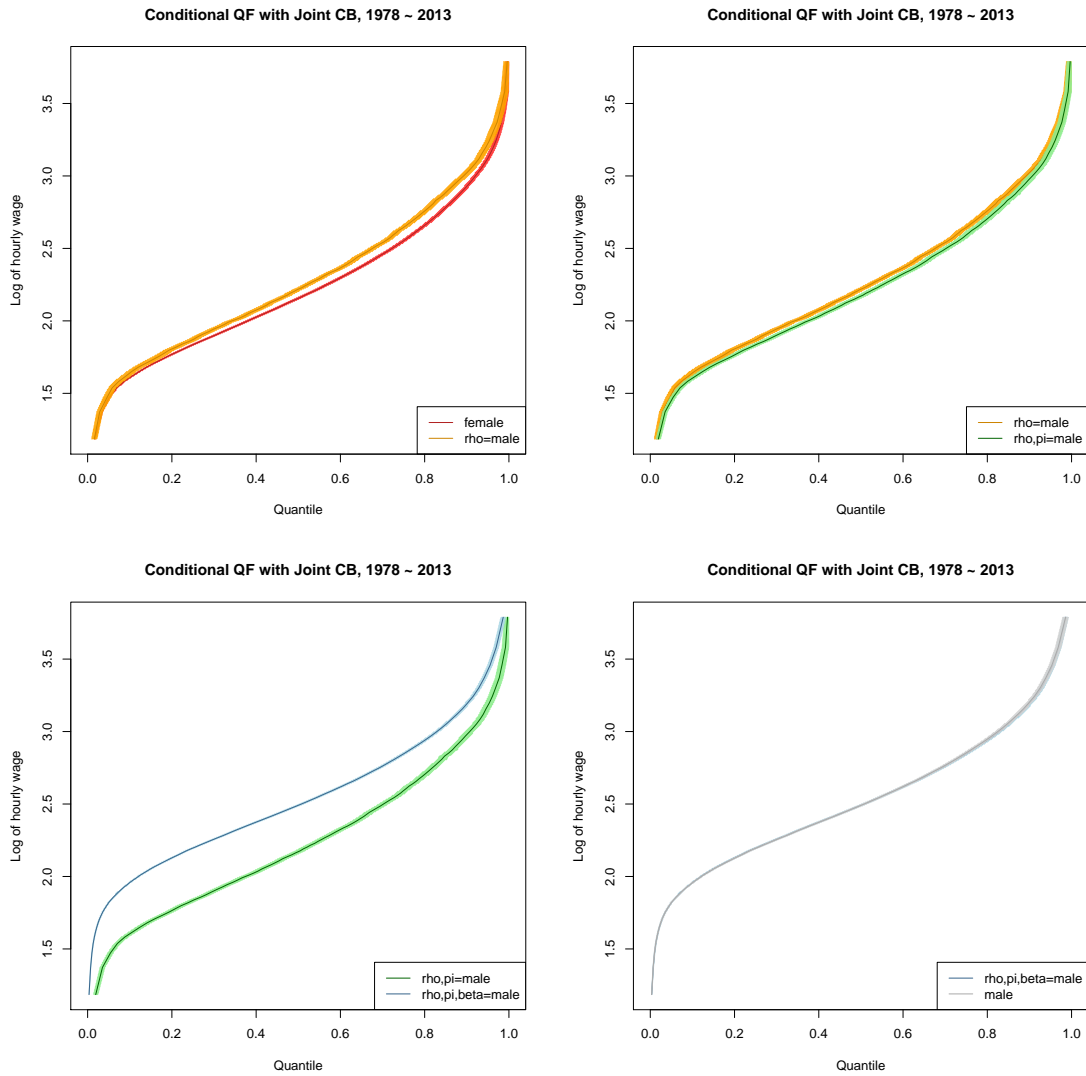 Conditional QF with Joint CB, 1978 ~ 2013
Log of hourly wage
3.5
3.0
2.5
2.0
1.5
female
rho=male
0.0 0.2 0.4 0.6 0.8 1.0
Quantile
Conditional QF with Joint CB, 1978 ~ 2013
Log of hourly wage
3.5
3.0
2.5
2.0
1.5
rho=male
rho,pi=male
0.0 0.2 0.4 0.6 0.8 1.0
Quantile
Conditional QF with Joint CB, 1978 ~ 2013
Log of hourly wage
3.5
3.0
2.5
2.0
1.5
rho,pi=male
rho,pi,beta=male
0.0 0.2 0.4 0.6 0.8 1.0
Quantile
Conditional QF with Joint CB, 1978 ~ 2013
Log of hourly wage
3.5
3.0
2.5
2.0
1.5
rho,pi,beta=male
male
0.0 0.2 0.4 0.6 0.8 1.0
Quantile